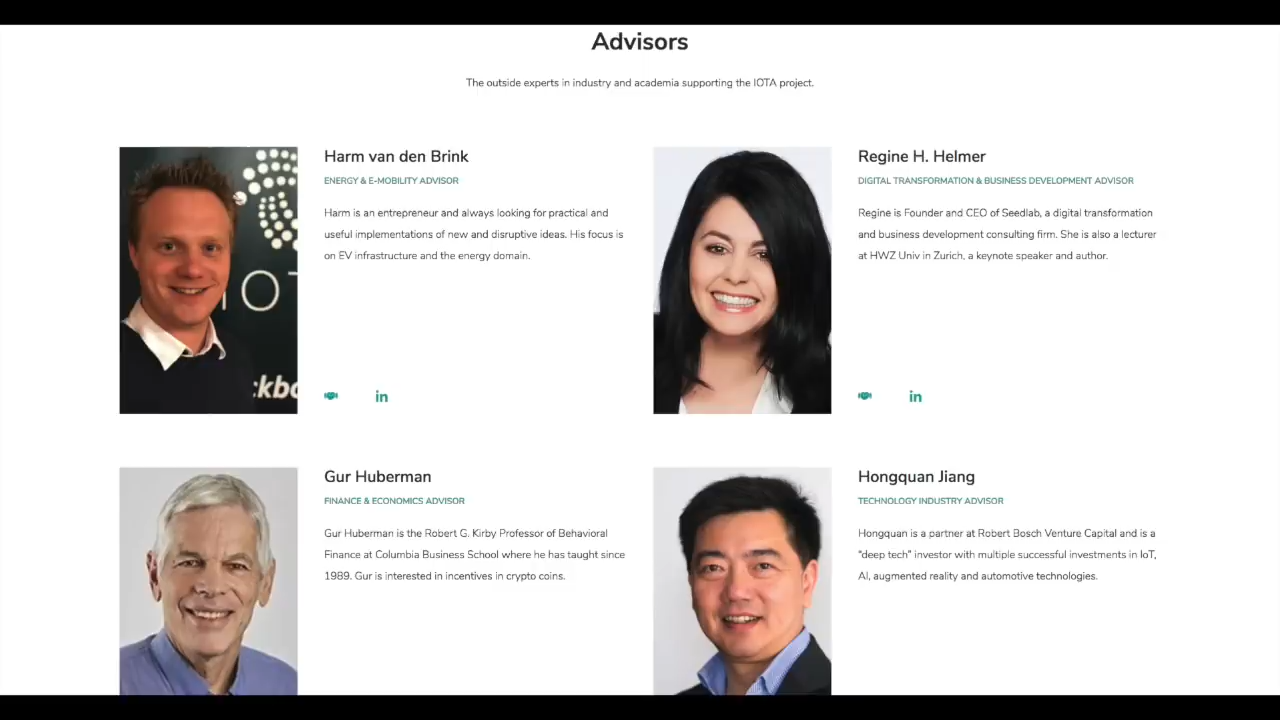 Advisors
The outside experts in industry and academia supporting the IOTA project.
Harm van den Brink
ENERGY & E-MOBILITY ADVISOR
Harm is an entrepreneur and always looking for practical and
useful implementations of new and disruptive ideas. His focus is
on EV infrastructure and the energy domain.
IOT
ckbo
in
Regine H. Helmer
DIGITAL TRANSFORMATION & BUSINESS DEVELOPMENT ADVISOR
Regine is Founder and CEO of Seedlab, a digital transformation
and business development consulting firm. She is also a lecturer
at HWZ Univ in Zurich, a keynote speaker and author.
in
Gur Huberman
FINANCE & ECONOMICS ADVISOR
Gur Huberman is the Robert G. Kirby Professor of Behavioral
Finance at Columbia Business School where he has taught since
1989. Gur is interested in incentives in crypto coins.
Hongquan Jiang
TECHNOLOGY INDUSTRY ADVISOR
Hongquan is a partner at Robert Bosch Venture Capital and is a
“deep tech” investor with multiple successful investments in IoT,
AI, augmented reality and automotive technologies.